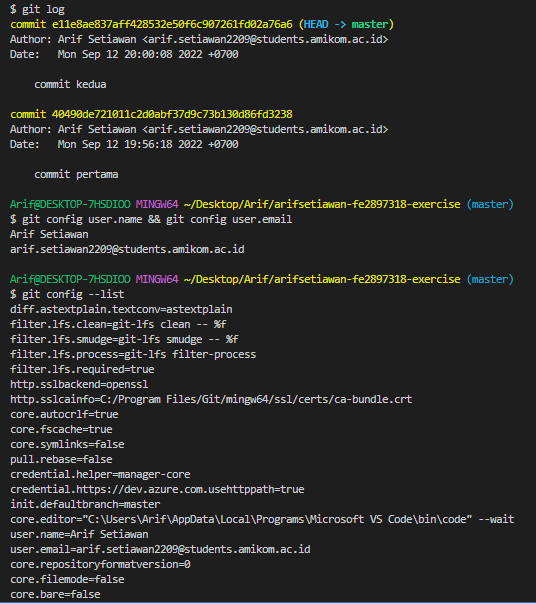 $ git log
commit e11e8ae837aff428532e50f6c907261fd02a76a6 (HEAD -> master)
Author: Arif Setiawan <arif.setiawan2209@students.amikom.ac.id>
Date:   Mon Sep 12 20:00:08 2022 +0700

    commit kedua

commit 40490de721011c2d0abf37d9c73b130d86fd3238
Author: Arif Setiawan <arif.setiawan2209@students.amikom.ac.id>
Date:   Mon Sep 12 19:56:18 2022 +0700

    commit pertama

Arif@DESKTOP-7HSDIOO MINGW64 ~/Desktop/Arif/arifsetiawan-fe2897318-exercise (master)
$ git config user.name && git config user.email
Arif Setiawan
arif.setiawan2209@students.amikom.ac.id

Arif@DESKTOP-7HSDIOO MINGW64 ~/Desktop/Arif/arifsetiawan-fe2897318-exercise (master)
$ git config --list
diff.astextplain.textconv=astextplain
filter.lfs.clean=git-lfs clean -- %f
filter.lfs.smudge=git-lfs smudge -- %f
filter.lfs.process=git-lfs filter-process
filter.lfs.required=true
http.sslbackend=openssl
http.sslcainfo=C:/Program Files/Git/mingw64/ssl/certs/ca-bundle.crt
core.autocrlf=true
core.fscache=true
core.symlinks=false
pull.rebase=false
credential.helper=manager-core
credential.https://dev.azure.com.usehttppath=true
init.defaultbranch=master
core.editor="C:\Users\Arif\AppData\Local\Programs\Microsoft VS Code\bin\code" --wait
user.name=Arif Setiawan
user.email=arif.setiawan2209@students.amikom.ac.id
core.repositoryformatversion=0
core.filemode=false
core.bare=false